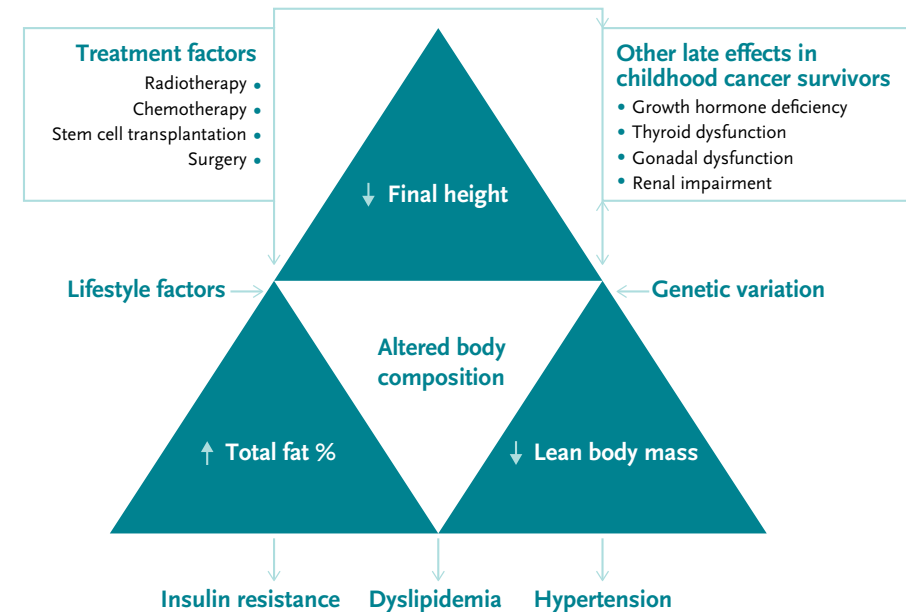 Treatment factors
Radiotherapy •
Chemotherapy •
Stem cell transplantation •
Surgery •
Other late effects in
childhood cancer survivors
• Growth hormone deficiency
• Thyroid dysfunction
• Gonadal dysfunction
• Renal impairment
↓ Final height
Lifestyle factors
Genetic variation
Altered body
composition
↑ Total fat %
↓ Lean body mass
Insulin resistance
Dyslipidemia
Hypertension